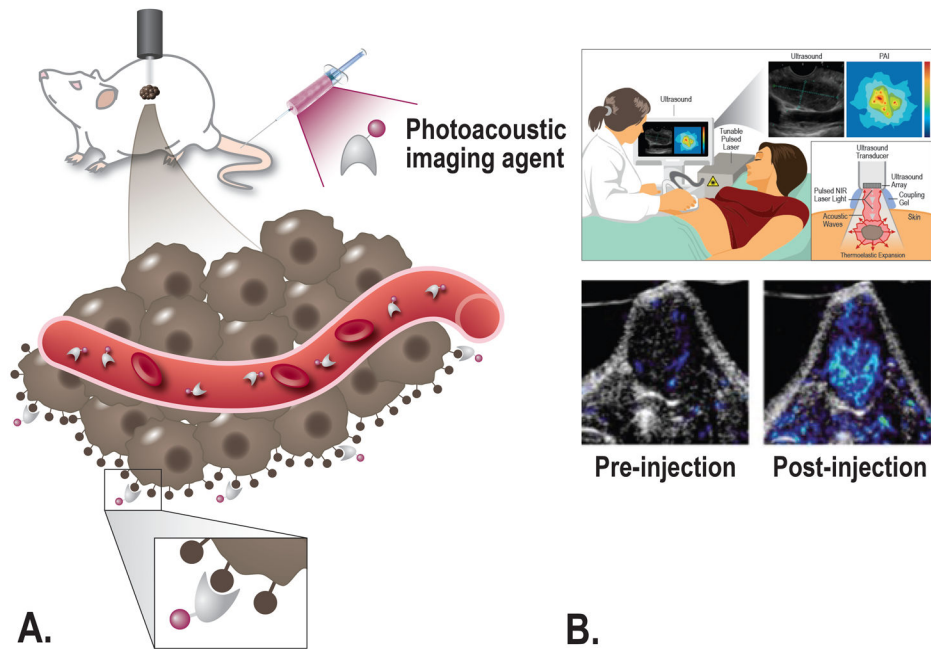 Photoacoustic
imaging agent
A.
Ultrasound
PAI
Ultrasound
Tunable
Pulsed
Laser
Ultrasound
Transducer
Ultrasound
Array
Pulsed NIR
Laser Light
Coupling
Gel
Acoustic
Waves
Skin
Thermoelastic Expansion
Pre-injection
Post-injection
B.